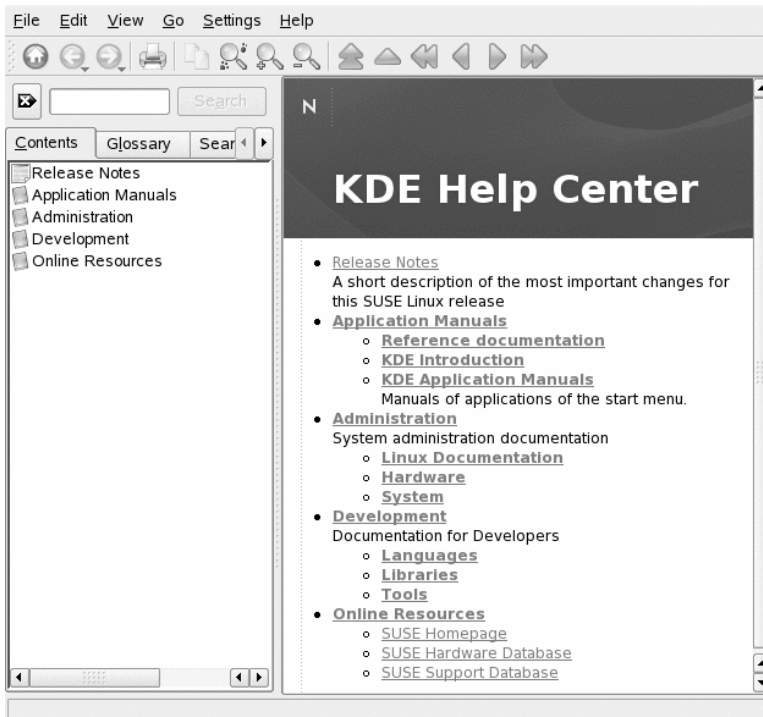 File Edit View Go Settings Help
Search
Contents Glossary Sear
Release Notes
Application Manuals
Administration
Development
Online Resources
N
KDE Help Center
Release Notes
A short description of the most important changes for
this SUSE Linux release
Application Manuals
Reference documentation
KDE Introduction
KDE Application Manuals
Manuals of applications of the start menu.
Administration
System administration documentation
Linux Documentation
Hardware
System
Development
Documentation for Developers
Languages
Libraries
Tools
Online Resources
SUSE Homepage
SUSE Hardware Database
SUSE Support Database